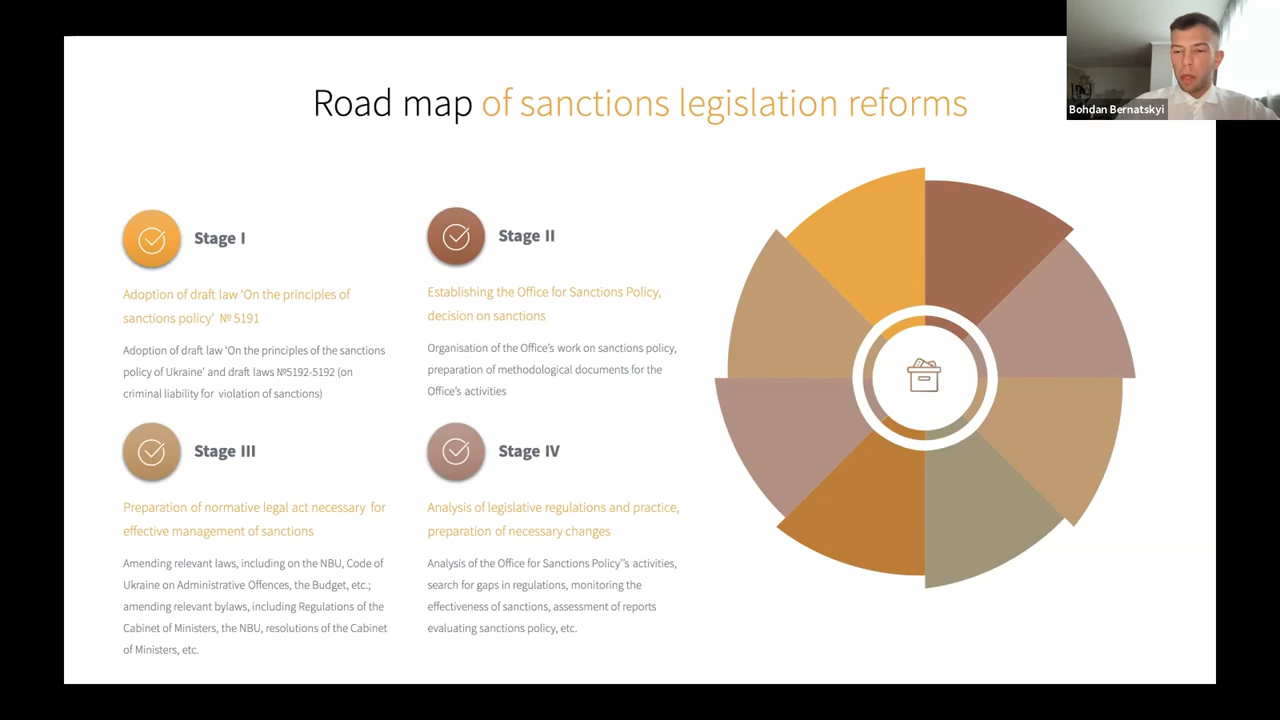 Road map of sanctions legislation reforms
Bohdan Bernatskyi
Stage I
Adoption of draft law ‘On the principles of
sanctions policy’ № 5191
Adoption of draft law ‘On the principles of the sanctions
policy of Ukraine’ and draft laws №5192-5192 (on
criminal liability for violation of sanctions)
Stage II
Establishing the Office for Sanctions Policy,
decision on sanctions
Organisation of the Office’s work on sanctions policy,
preparation of methodological documents for the
Office’s activities
Stage III
Preparation of normative legal act necessary for
effective management of sanctions
Amending relevant laws, including on the NBU, Code of
Ukraine on Administrative Offences, the Budget, etc.;
amending relevant bylaws, including Regulations of the
Cabinet of Ministers, the NBU, resolutions of the Cabinet
of Ministers, etc.
Stage IV
Analysis of legislative regulations and practice,
preparation of necessary changes
Analysis of the Office for Sanctions Policy’’s activities,
search for gaps in regulations, monitoring the
effectiveness of sanctions, assessment of reports
evaluating sanctions policy, etc.